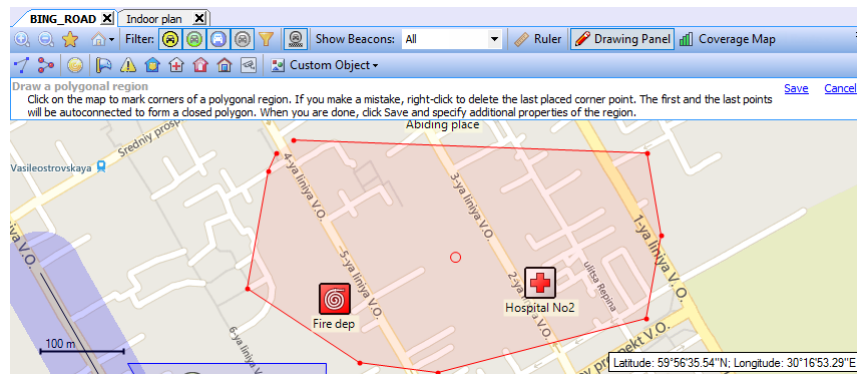 BING_ROAD X Indoor plan X
Filter: Show Beacons: All Ruler Drawing Panel Coverage Map
Custom Object
Draw a polygonal region Save Cancel
Click on the map to mark corners of a polygonal region. If you make a mistake, right-click to delete the last placed corner point. The first and the last points
will be autoconnected to form a closed polygon. When you are done, click Save and specify additional properties of the region.
Abiding place
Sredniy prosp
Vasileostrovskaya
4-ya liniya V.O.
3-ya liniya V.O.
1-ya liniya V.O.
iya V.O.
5-ya liniya V.O.
2-ya liniya V.O.
ulitsa Repina
Hospital No2
Fire dep
6-ya liniya V.O.
100 m
y prospekt V.O.
Latitude: 59°56'35.54"N; Longitude: 30°16'53.29"E